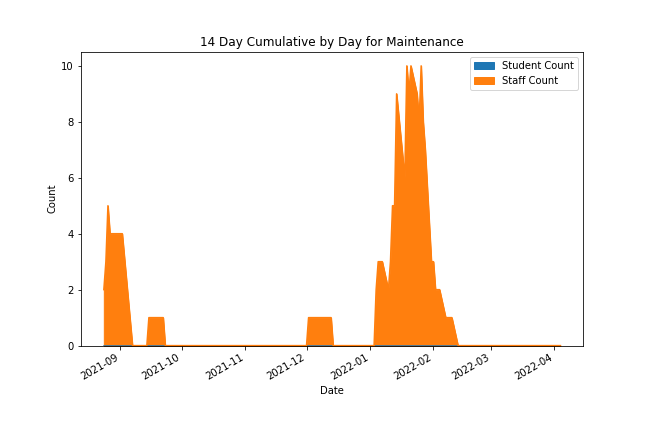 14 Day Cumulative by Day for Maintenance
Student Count
Staff Count
10
8
6
4
2
0
Count
2021-09
2021-10
2021-11
2021-12
2022-01
2022-02
2022-03
2022-04
Date